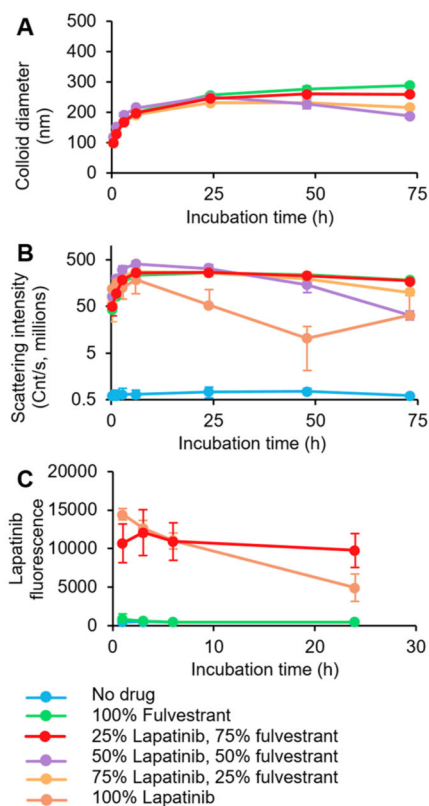 A
Colloid diameter
(nm)
500
400
300
200
100
0
0
25
50
75
Incubation time (h)
B
Scattering intensity
(Cnt/s, millions)
500
50
5
0.5
0
25
50
75
Incubation time (h)
C
Lapatinib
fluorescence
20000
15000
10000
5000
0
0
10
20
30
Incubation time (h)
No drug
100% Fulvestrant
25% Lapatinib, 75% fulvestrant
50% Lapatinib, 50% fulvestrant
75% Lapatinib, 25% fulvestrant
100% Lapatinib